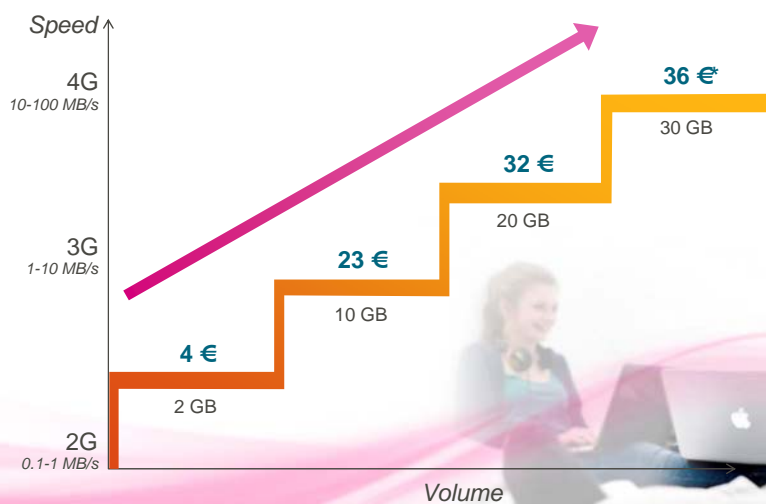 Speed
4G
10-100 MB/s
36 €*
30 GB
32 €
20 GB
3G
1-10 MB/s
23 €
10 GB
4 €
2 GB
2G
0.1-1 MB/s
Volume